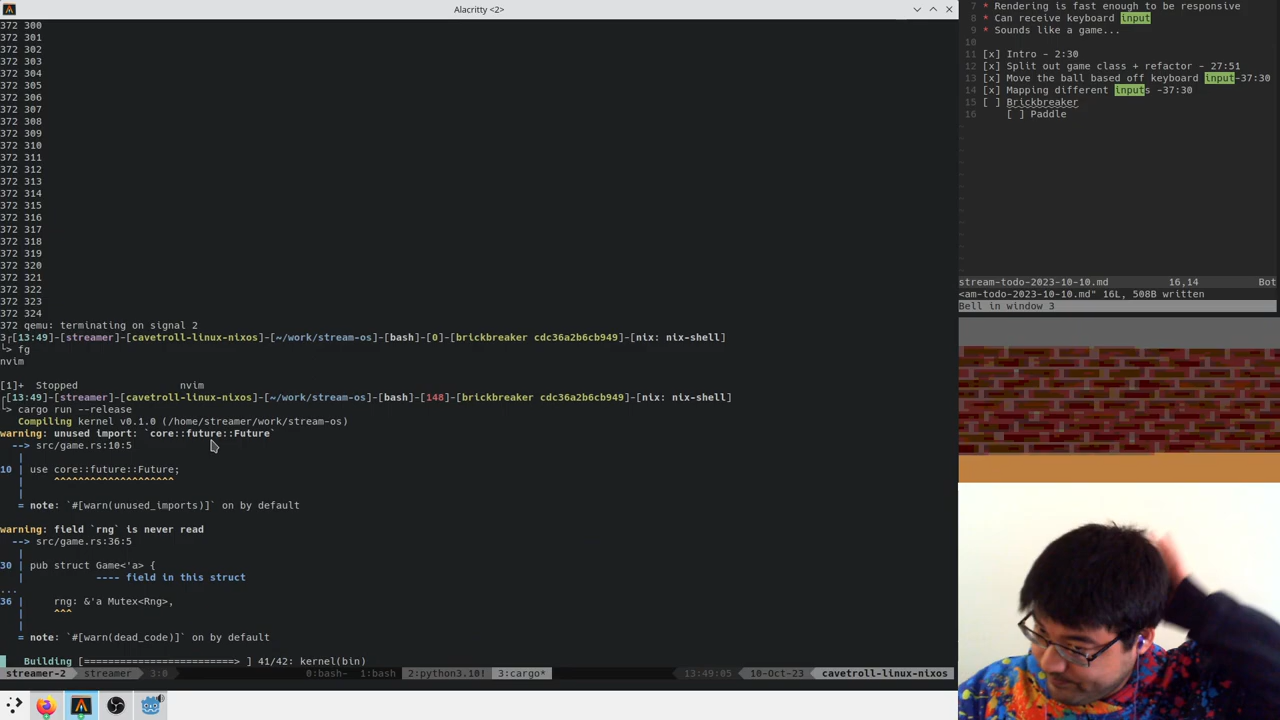 Alacritty <2>
372 300
372 301
372 302
372 303
372 304
372 305
372 306
372 307
372 308
372 309
372 310
372 311
372 312
372 313
372 314
372 315
372 316
372 317
372 318
372 319
372 320
372 321
372 322
372 323
372 324
372 qemu: terminating on signal 2
3┌[13:49]-[streamer]-[cavetroll-linux-nixos]-[~/work/stream-os]-[bash]-[0]-[brickbreaker cdc36a2b6cb949]-[nix: nix-shell]
└> fg
nvim
[1]+  Stopped                 nvim
┌[13:49]-[streamer]-[cavetroll-linux-nixos]-[~/work/stream-os]-[bash]-[148]-[brickbreaker cdc36a2b6cb949]-[nix: nix-shell]
└> cargo run --release
   Compiling kernel v0.1.0 (/home/streamer/work/stream-os)
warning: unused import: `core::future::Future`
  --> src/game.rs:10:5
   |
10 | use core::future::Future;
   |     ^^^^^^^^^^^^^^^^^^^^
   |
   = note: `#[warn(unused_imports)]` on by default
warning: field `rng` is never read
  --> src/game.rs:36:5
   |
30 | pub struct Game<'a> {
   |            ---- field in this struct
...
36 |     rng: &'a Mutex<Rng>,
   |     ^^^
   |
   = note: `#[warn(dead_code)]` on by default
    Building [==========================> ] 41/42: kernel(bin)
streamer-2  streamer  3:0  0:bash-  1:bash  2:python3.10!  3:cargo*  13:49:05  10-Oct-23  cavetroll-linux-nixos
7 * Rendering is fast enough to be responsive
8 * Can receive keyboard input
9 * Sounds like a game...
10
11 [x] Intro - 2:30
12 [x] Split out game class + refactor - 27:51
13 [x] Move the ball based off keyboard input-37:30
14 [x] Mapping different inputs -37:30
15 [ ] Brickbreaker
16     [ ] Paddle
stream-todo-2023-10-10.md  16,14  Bot
<am-todo-2023-10-10.md" 16L, 508B written
Bell in window 3